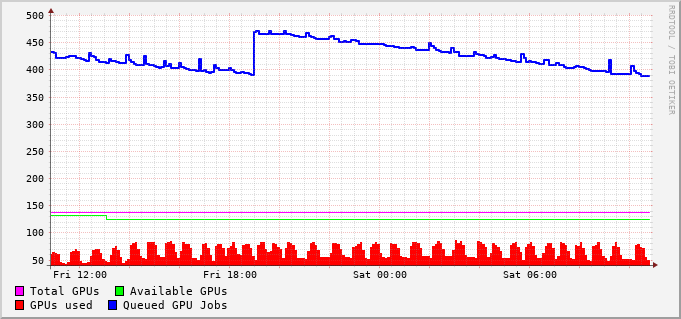 500
450
400
350
300
250
200
150
100
50
Fri 12:00 Fri 18:00 Sat 00:00 Sat 06:00
Total GPUs Available GPUs
GPUs used Queued GPU Jobs
RRDTOOL / TOBI OETIKER